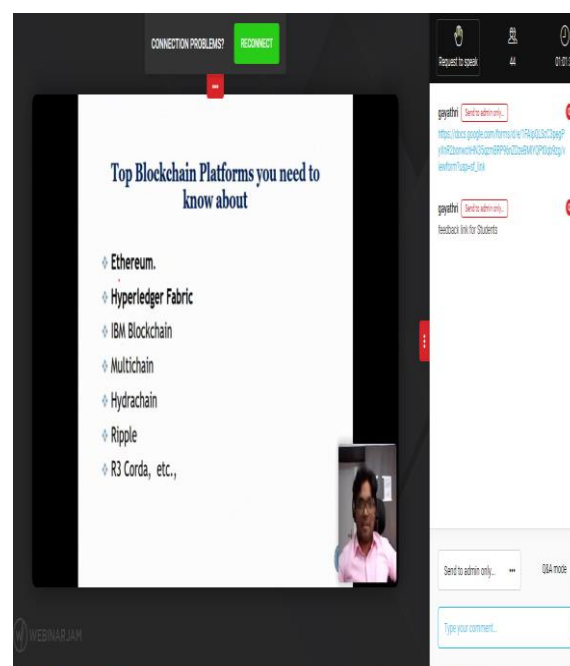 CONNECTION PROBLEMS?
RECONNECT
Request to speak
44
Top Blockchain Platforms you need to
know about
Ethereum.
Hyperledger Fabric
IBM Blockchain
Multichain
Hydrachain
Ripple
R3 Corda, etc.,
gayathri Send to admin only...
gayathri Send to admin only...
feedback link for Students
Send to admin only...
Q&A mode
Type your comment...
WEBINARJAM